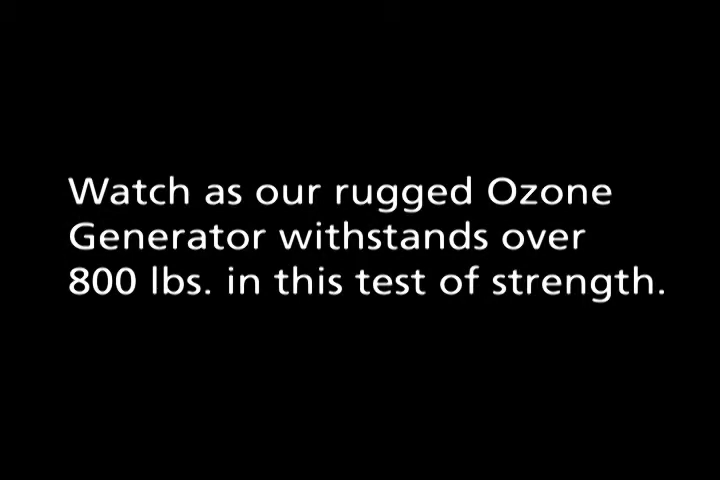 Watch as our rugged Ozone
Generator withstands over
800 lbs. in this test of strength.